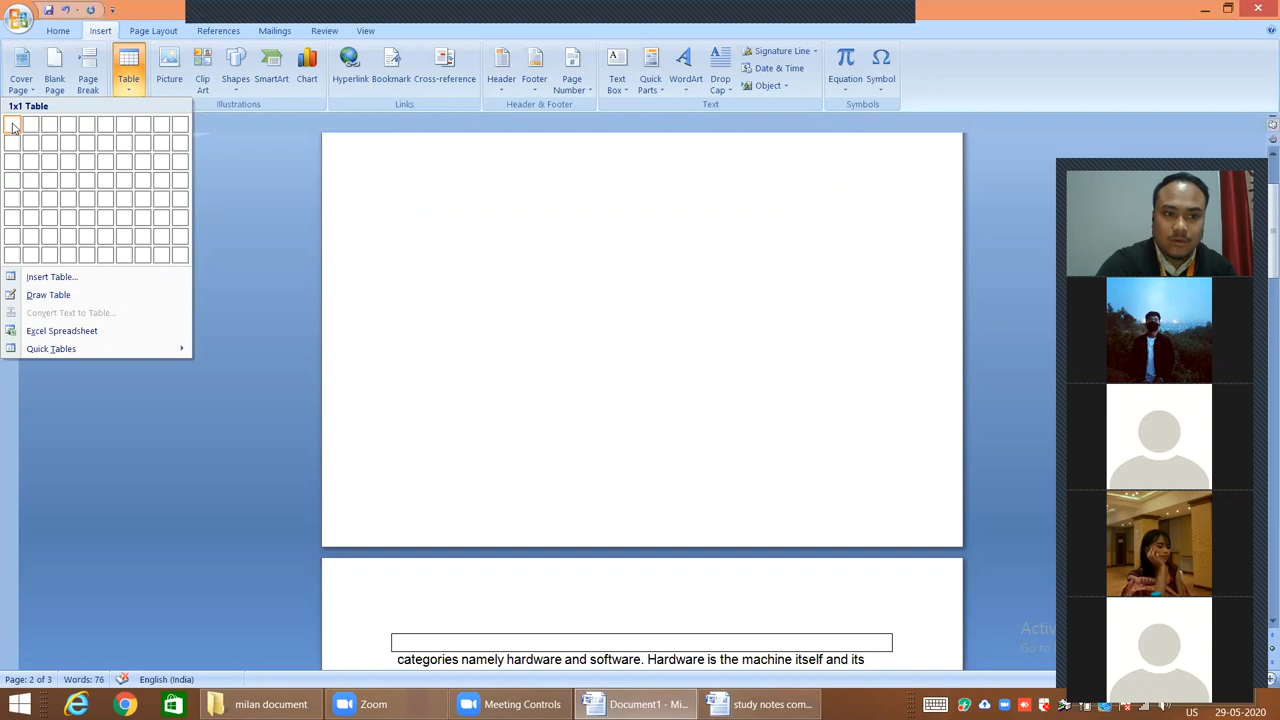 Home Insert Page Layout References Mailings Review View
Cover Page Blank Page Page Break Table Picture Clip Art Shapes SmartArt Chart Hyperlink Bookmark Cross-reference Header Footer Page Number Text Box Quick Parts WordArt Drop Cap Signature Line Date & Time Object Equation Symbol
Illustrations Links Header & Footer Text Symbols
1x1 Table
Insert Table...
Draw Table
Convert Text to Table...
Excel Spreadsheet
Quick Tables
Activ
Go to
categories namely hardware and software. Hardware is the machine itself and its
Page: 2 of 3 Words: 76 English (India)
milan document Zoom Meeting Controls Document1 - Mi... study notes com...
US 29-05-2020